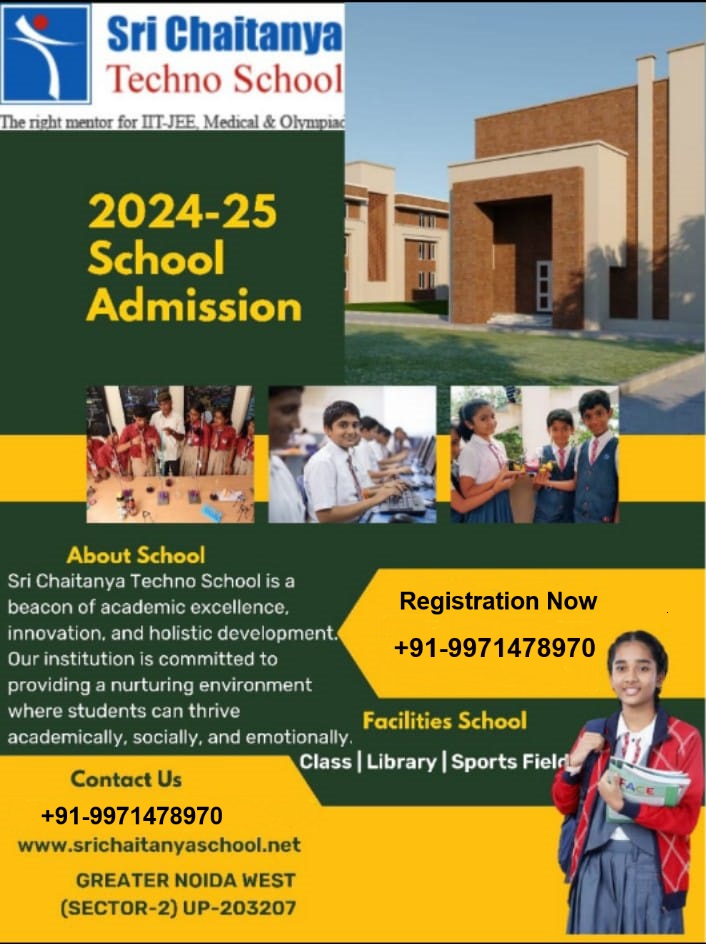 Sri Chaitanya
Techno School
The right mentor for IIT-JEE, Medical & Olympiad
2024-25
School
Admission
About School
Sri Chaitanya Techno School is a
beacon of academic excellence,
innovation, and holistic development.
Our institution is committed to
providing a nurturing environment
where students can thrive
academically, socially, and emotionally.
Registration Now
+91-9971478970
Facilities School
Class | Library | Sports Field
Contact Us
+91-9971478970
www.srichaitanyaschool.net
GREATER NOIDA WEST
(SECTOR-2) UP-203207
FACE